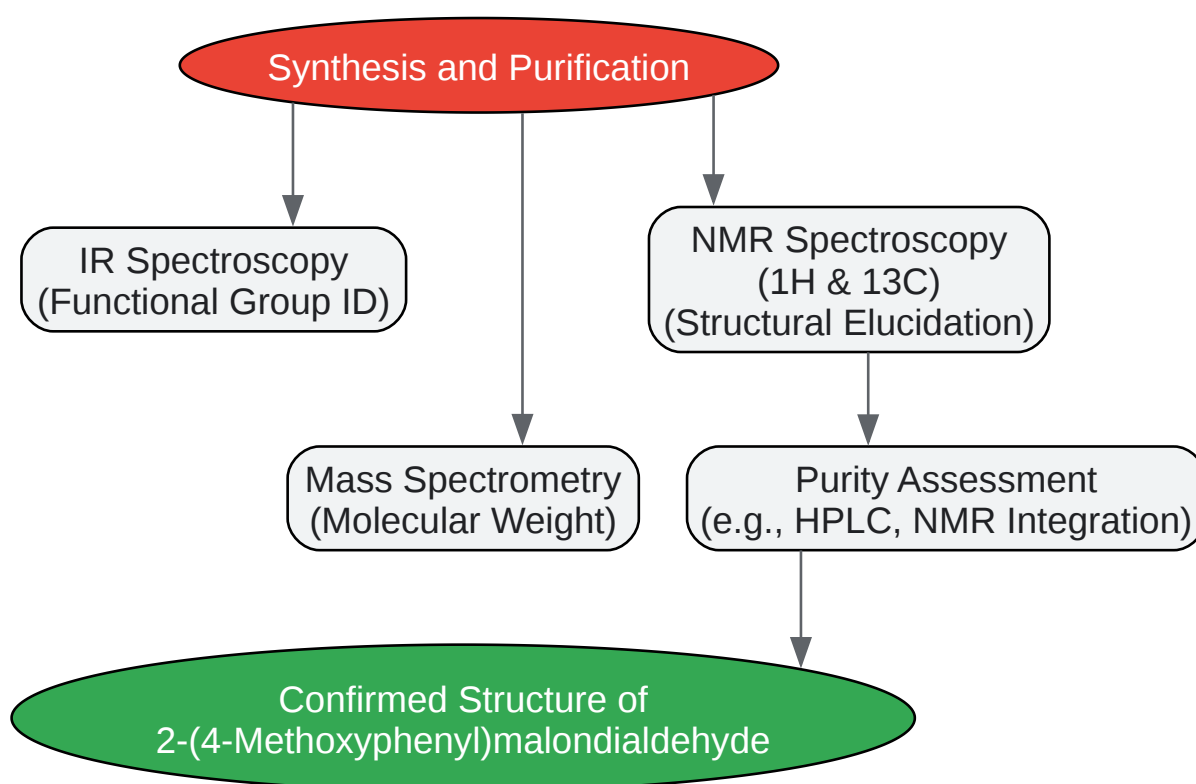 Synthesis and Purification
IR Spectroscopy
(Functional Group ID)
NMR Spectroscopy
(1H & 13C)
(Structural Elucidation)
Mass Spectrometry
(Molecular Weight)
Purity Assessment
(e.g., HPLC, NMR Integration)
Confirmed Structure of
2-(4-Methoxyphenyl)malondialdehyde